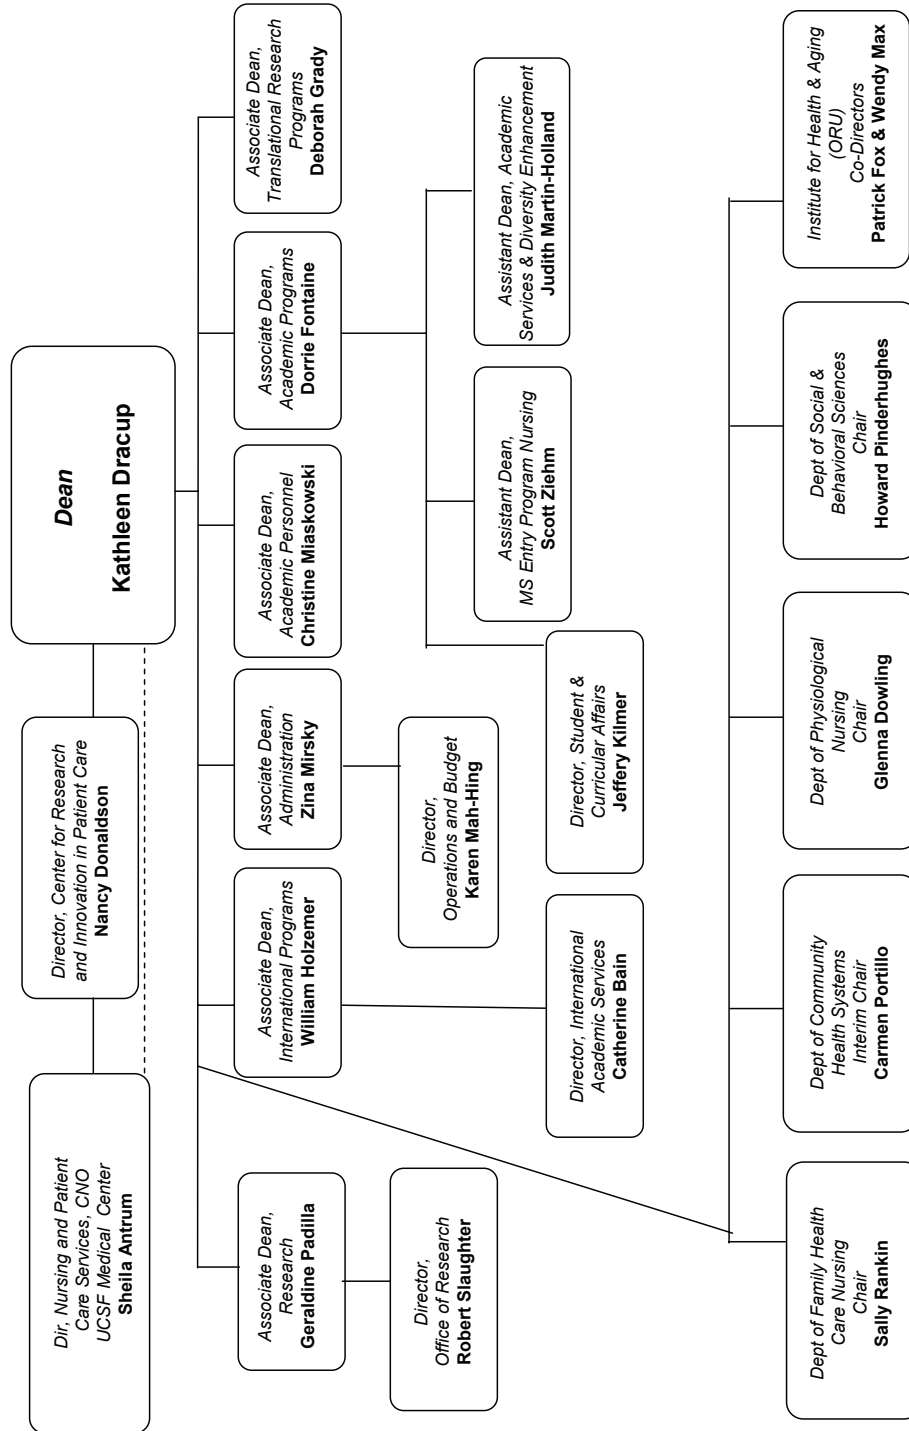 Dean
Kathleen Dracup
Director, Center for Research
and Innovation in Patient Care
Nancy Donaldson
Dir, Nursing and Patient
Care Services, CNO
UCSF Medical Center
Sheila Antrum
Associate Dean,
Research
Geraldine Padilla
Associate Dean,
International Programs
William Holzemer
Associate Dean,
Administration
Zina Mirsky
Associate Dean,
Academic Personnel
Christine Miaskowski
Associate Dean,
Academic Programs
Dorrie Fontaine
Associate Dean,
Translational Research
Programs
Deborah Grady
Director,
Office of Research
Robert Slaughter
Director,
Operations and Budget
Karen Mah-Hing
Director, International
Academic Services
Catherine Bain
Director, Student &
Curricular Affairs
Jeffery Kilmer
Assistant Dean,
MS Entry Program Nursing
Scott Ziehm
Assistant Dean, Academic
Services & Diversity Enhancement
Judith Martin-Holland
Dept of Family Health
Care Nursing
Chair
Sally Rankin
Dept of Community
Health Systems
Interim Chair
Carmen Portillo
Dept of Physiological
Nursing
Chair
Glenna Dowling
Dept of Social &
Behavioral Sciences
Chair
Howard Pinderhughes
Institute for Health & Aging
(ORU)
Co-Directors
Patrick Fox & Wendy Max